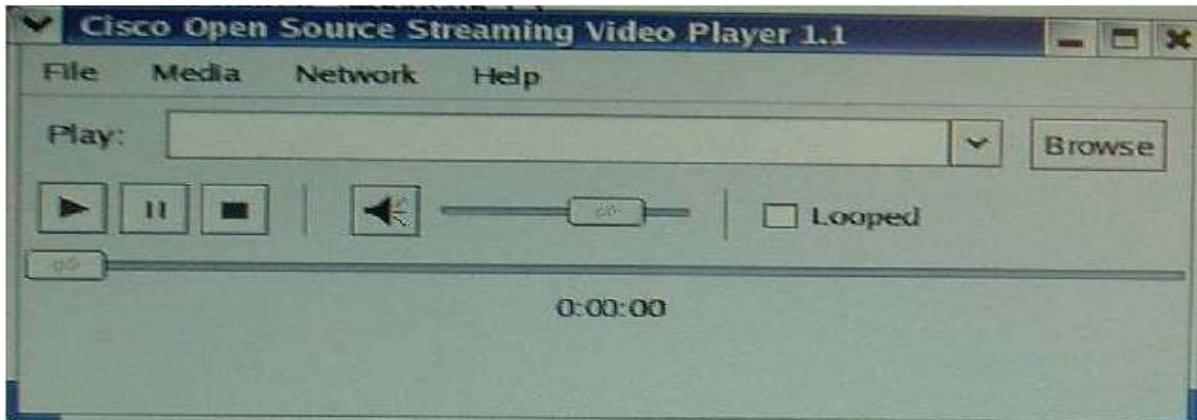 Cisco Open Source Streaming Video Player 1.1
File Media Network Help
Play: Browse
Looped
0:00:00